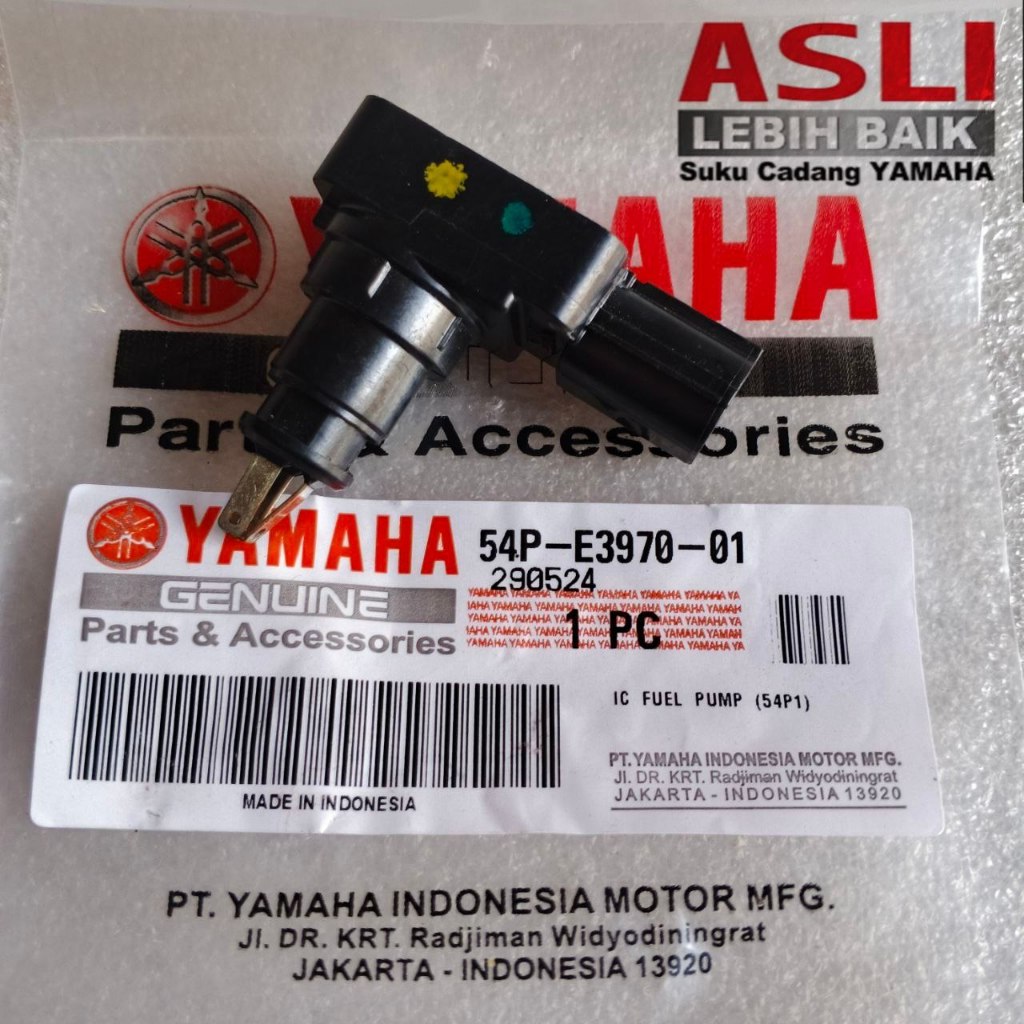 ASLI
LEBIH BAIK
Suku Cadang YAMAHA
YAMAHA
Parts & Accessories
YAMAHA
GENUINE
Parts & Accessories
54P-E3970-01
290524
1 PC
IC FUEL PUMP (54P1)
PT.YAMAHA INDONESIA MOTOR MFG.
Jl. DR. KRT. Radjiman Widyodiningrat
JAKARTA - INDONESIA 13920
MADE IN INDONESIA
PT. YAMAHA INDONESIA MOTOR MFG.
Jl. DR. KRT. Radjiman Widyodiningrat
JAKARTA - INDONESIA 13920